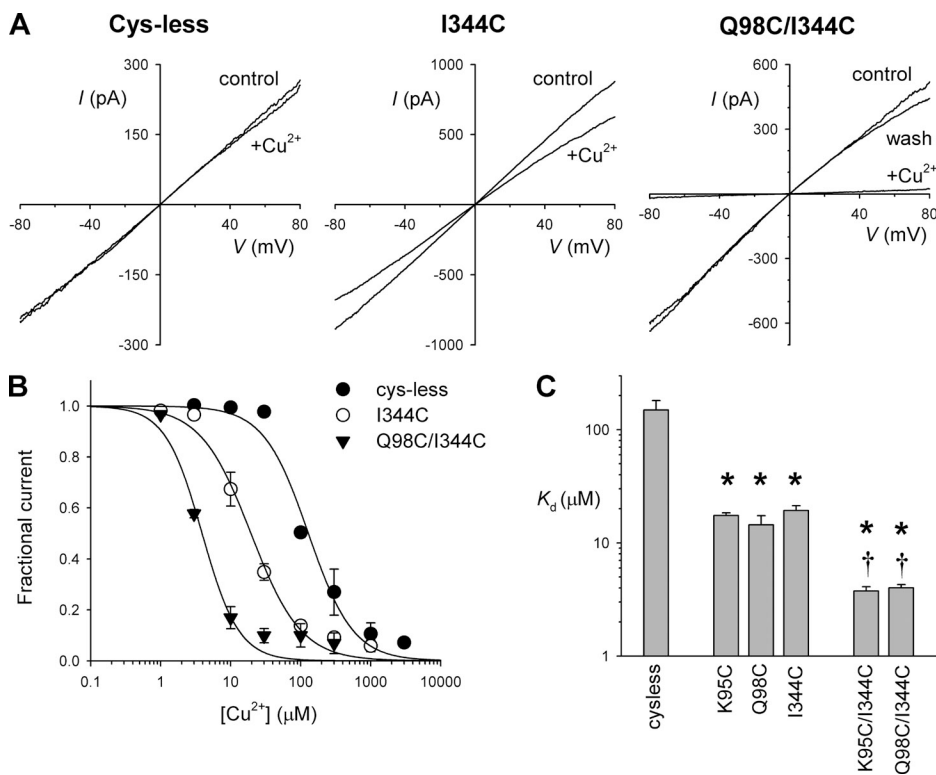 A
Cys-less
I344C
Q98C/I344C
300
I (pA)
150
-150
-300
-80
-40
40
80
V (mV)
control
+Cu²⁺
1000
I (pA)
500
-500
-1000
-80
-40
40
80
V (mV)
control
+Cu²⁺
600
I (pA)
300
-300
-600
-80
-40
40
80
V (mV)
control
wash
+Cu²⁺
B
Fractional current
1.0
0.8
0.6
0.4
0.2
0.0
0.1
1
10
100
1000
10000
[Cu²⁺] (μM)
cys-less
I344C
Q98C/I344C
C
Kd (μM)
100
10
1
* * *
* *
† †
cysless
K95C
Q98C
I344C
K95C/I344C
Q98C/I344C